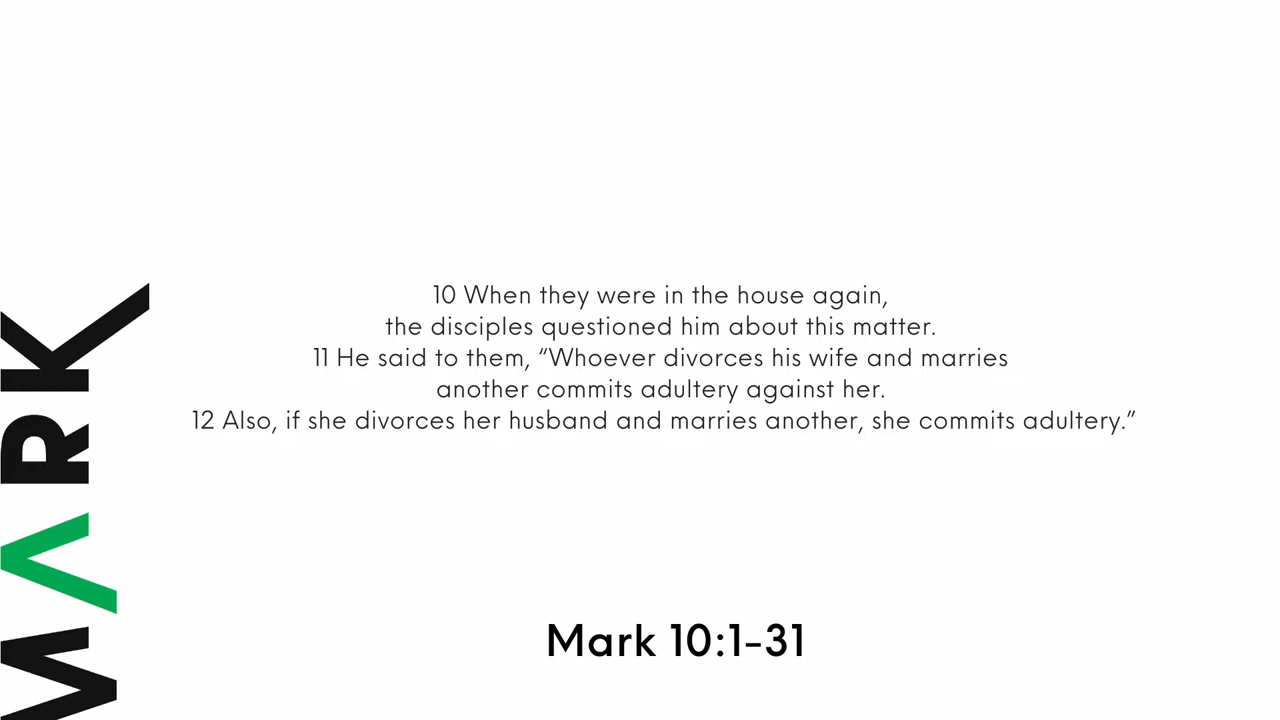 MARK
10 When they were in the house again,
the disciples questioned him about this matter.
11 He said to them, “Whoever divorces his wife and marries
another commits adultery against her.
12 Also, if she divorces her husband and marries another, she commits adultery.”
Mark 10:1-31